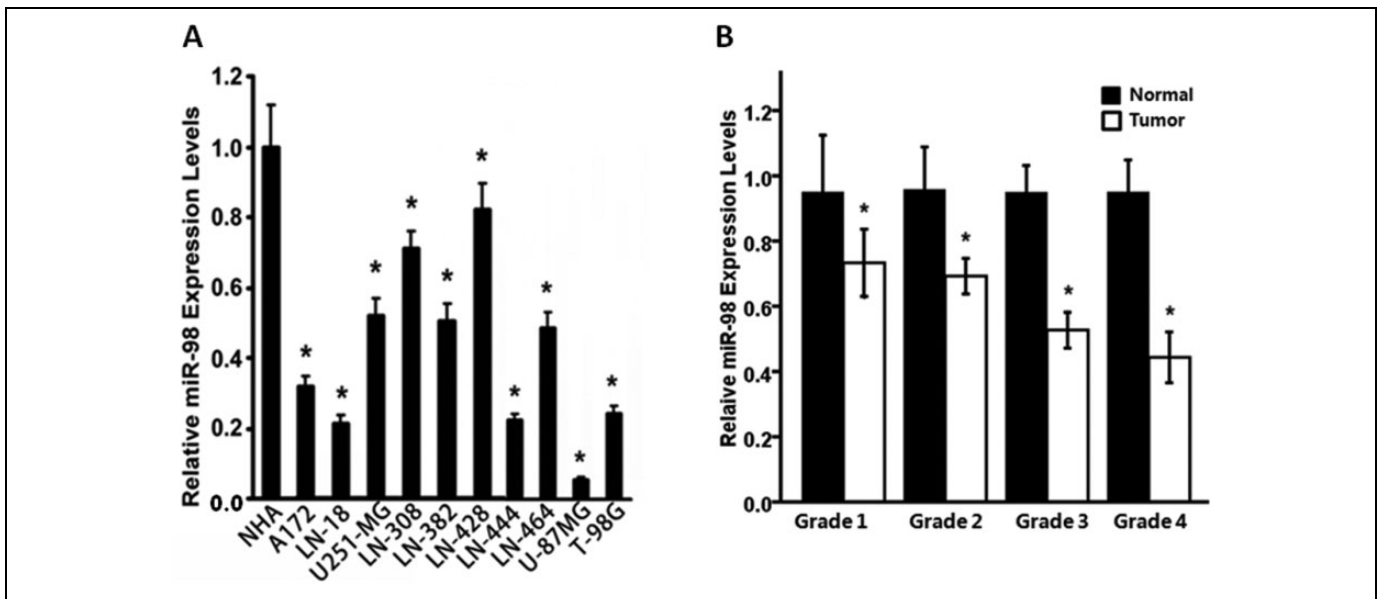 A
Relative miR-98 Expression Levels
1.2
1.0
0.8
0.6
0.4
0.2
0.0
*
*
*
*
*
*
*
*
*
*
NHA
A172
LN-18
U251-MG
LN-308
LN-382
LN-428
LN-444
LN-464
U-87MG
T-98G
B
Relaive miR-98 Expression Levels
1.2
1.0
0.8
0.6
0.4
0.2
0.0
Normal
Tumor
*
*
*
*
Grade 1
Grade 2
Grade 3
Grade 4